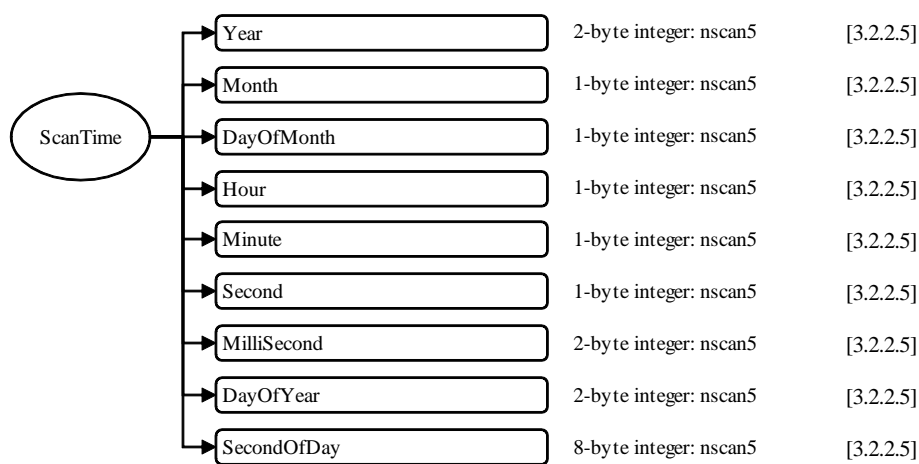 Year 2-byte integer: nscan5 [3.2.2.5]
Month 1-byte integer: nscan5 [3.2.2.5]
ScanTime DayOfMonth 1-byte integer: nscan5 [3.2.2.5]
Hour 1-byte integer: nscan5 [3.2.2.5]
Minute 1-byte integer: nscan5 [3.2.2.5]
Second 1-byte integer: nscan5 [3.2.2.5]
MilliSecond 2-byte integer: nscan5 [3.2.2.5]
DayOfYear 2-byte integer: nscan5 [3.2.2.5]
SecondOfDay 8-byte integer: nscan5 [3.2.2.5]